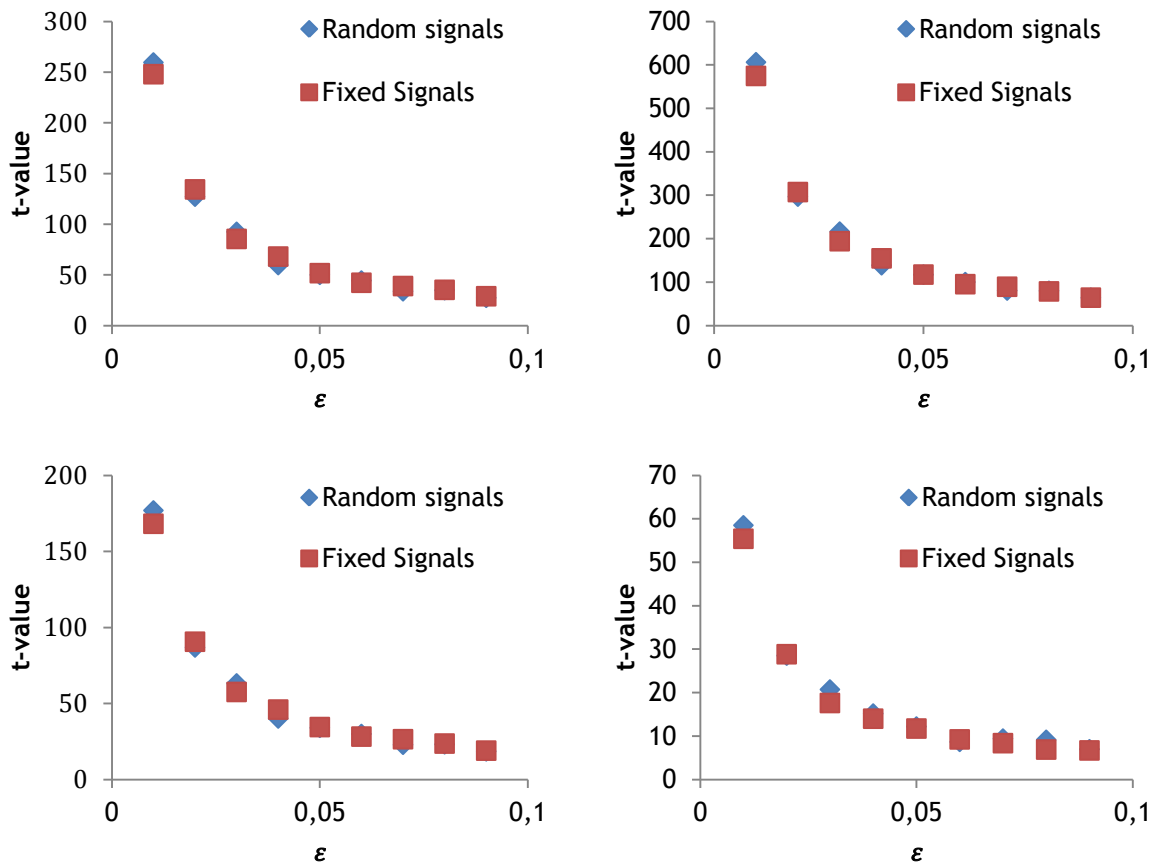 300
250
200
150
100
50
0
t-value
Random signals
Fixed Signals
0 0,05 0,1
ε
700
600
500
400
300
200
100
0
t-value
Random signals
Fixed Signals
0 0,05 0,1
ε
200
150
100
50
0
t-value
Random signals
Fixed Signals
0 0,05 0,1
ε
70
60
50
40
30
20
10
0
t-value
Random signals
Fixed Signals
0 0,05 0,1
ε